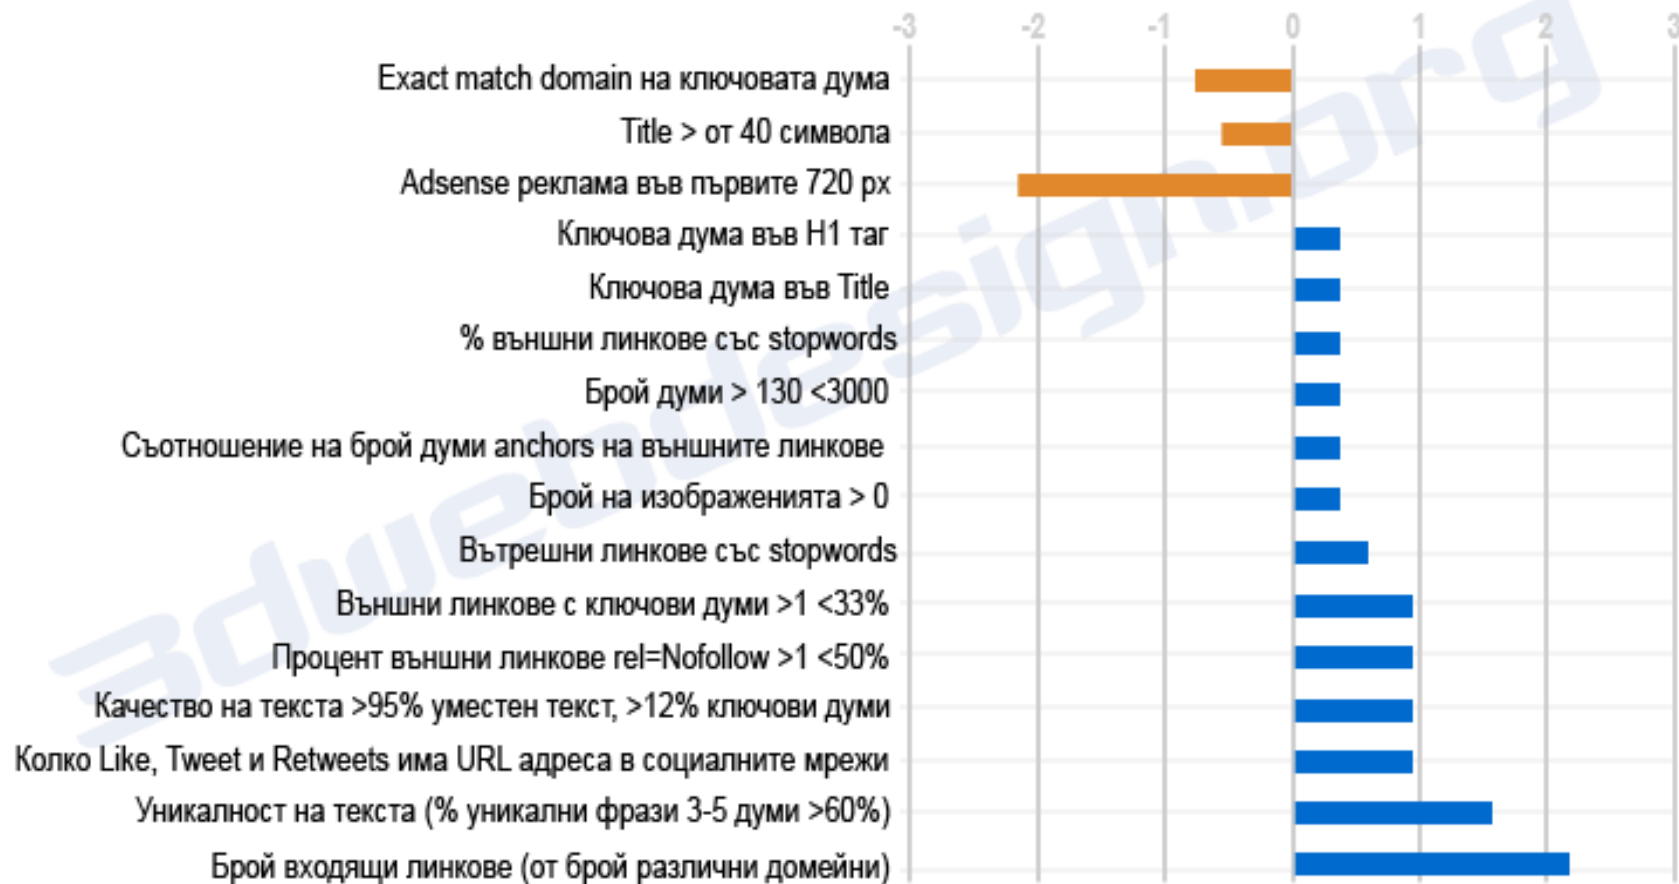 -3 -2 -1 0 1 2 3
Exact match domain на ключовата дума
Title > от 40 символа
Adsense реклама във първите 720 px
Ключова дума във H1 таг
Ключова дума във Title
% външни линкове със stopwords
Брой думи > 130 <3000
Съотношение на брой думи anchors на външните линкове
Брой на изображенията > 0
Вътрешни линкове със stopwords
Външни линкове с ключови думи >1 <33%
Процент външни линкове rel=Nofollow >1 <50%
Качество на текста >95% уместен текст, >12% ключови думи
Колко Like, Tweet и Retweets има URL адреса в социалните мрежи
Уникалност на текста (% уникални фрази 3-5 думи >60%)
Брой входящи линкове (от брой различни домейни)
3dwebdesign.org